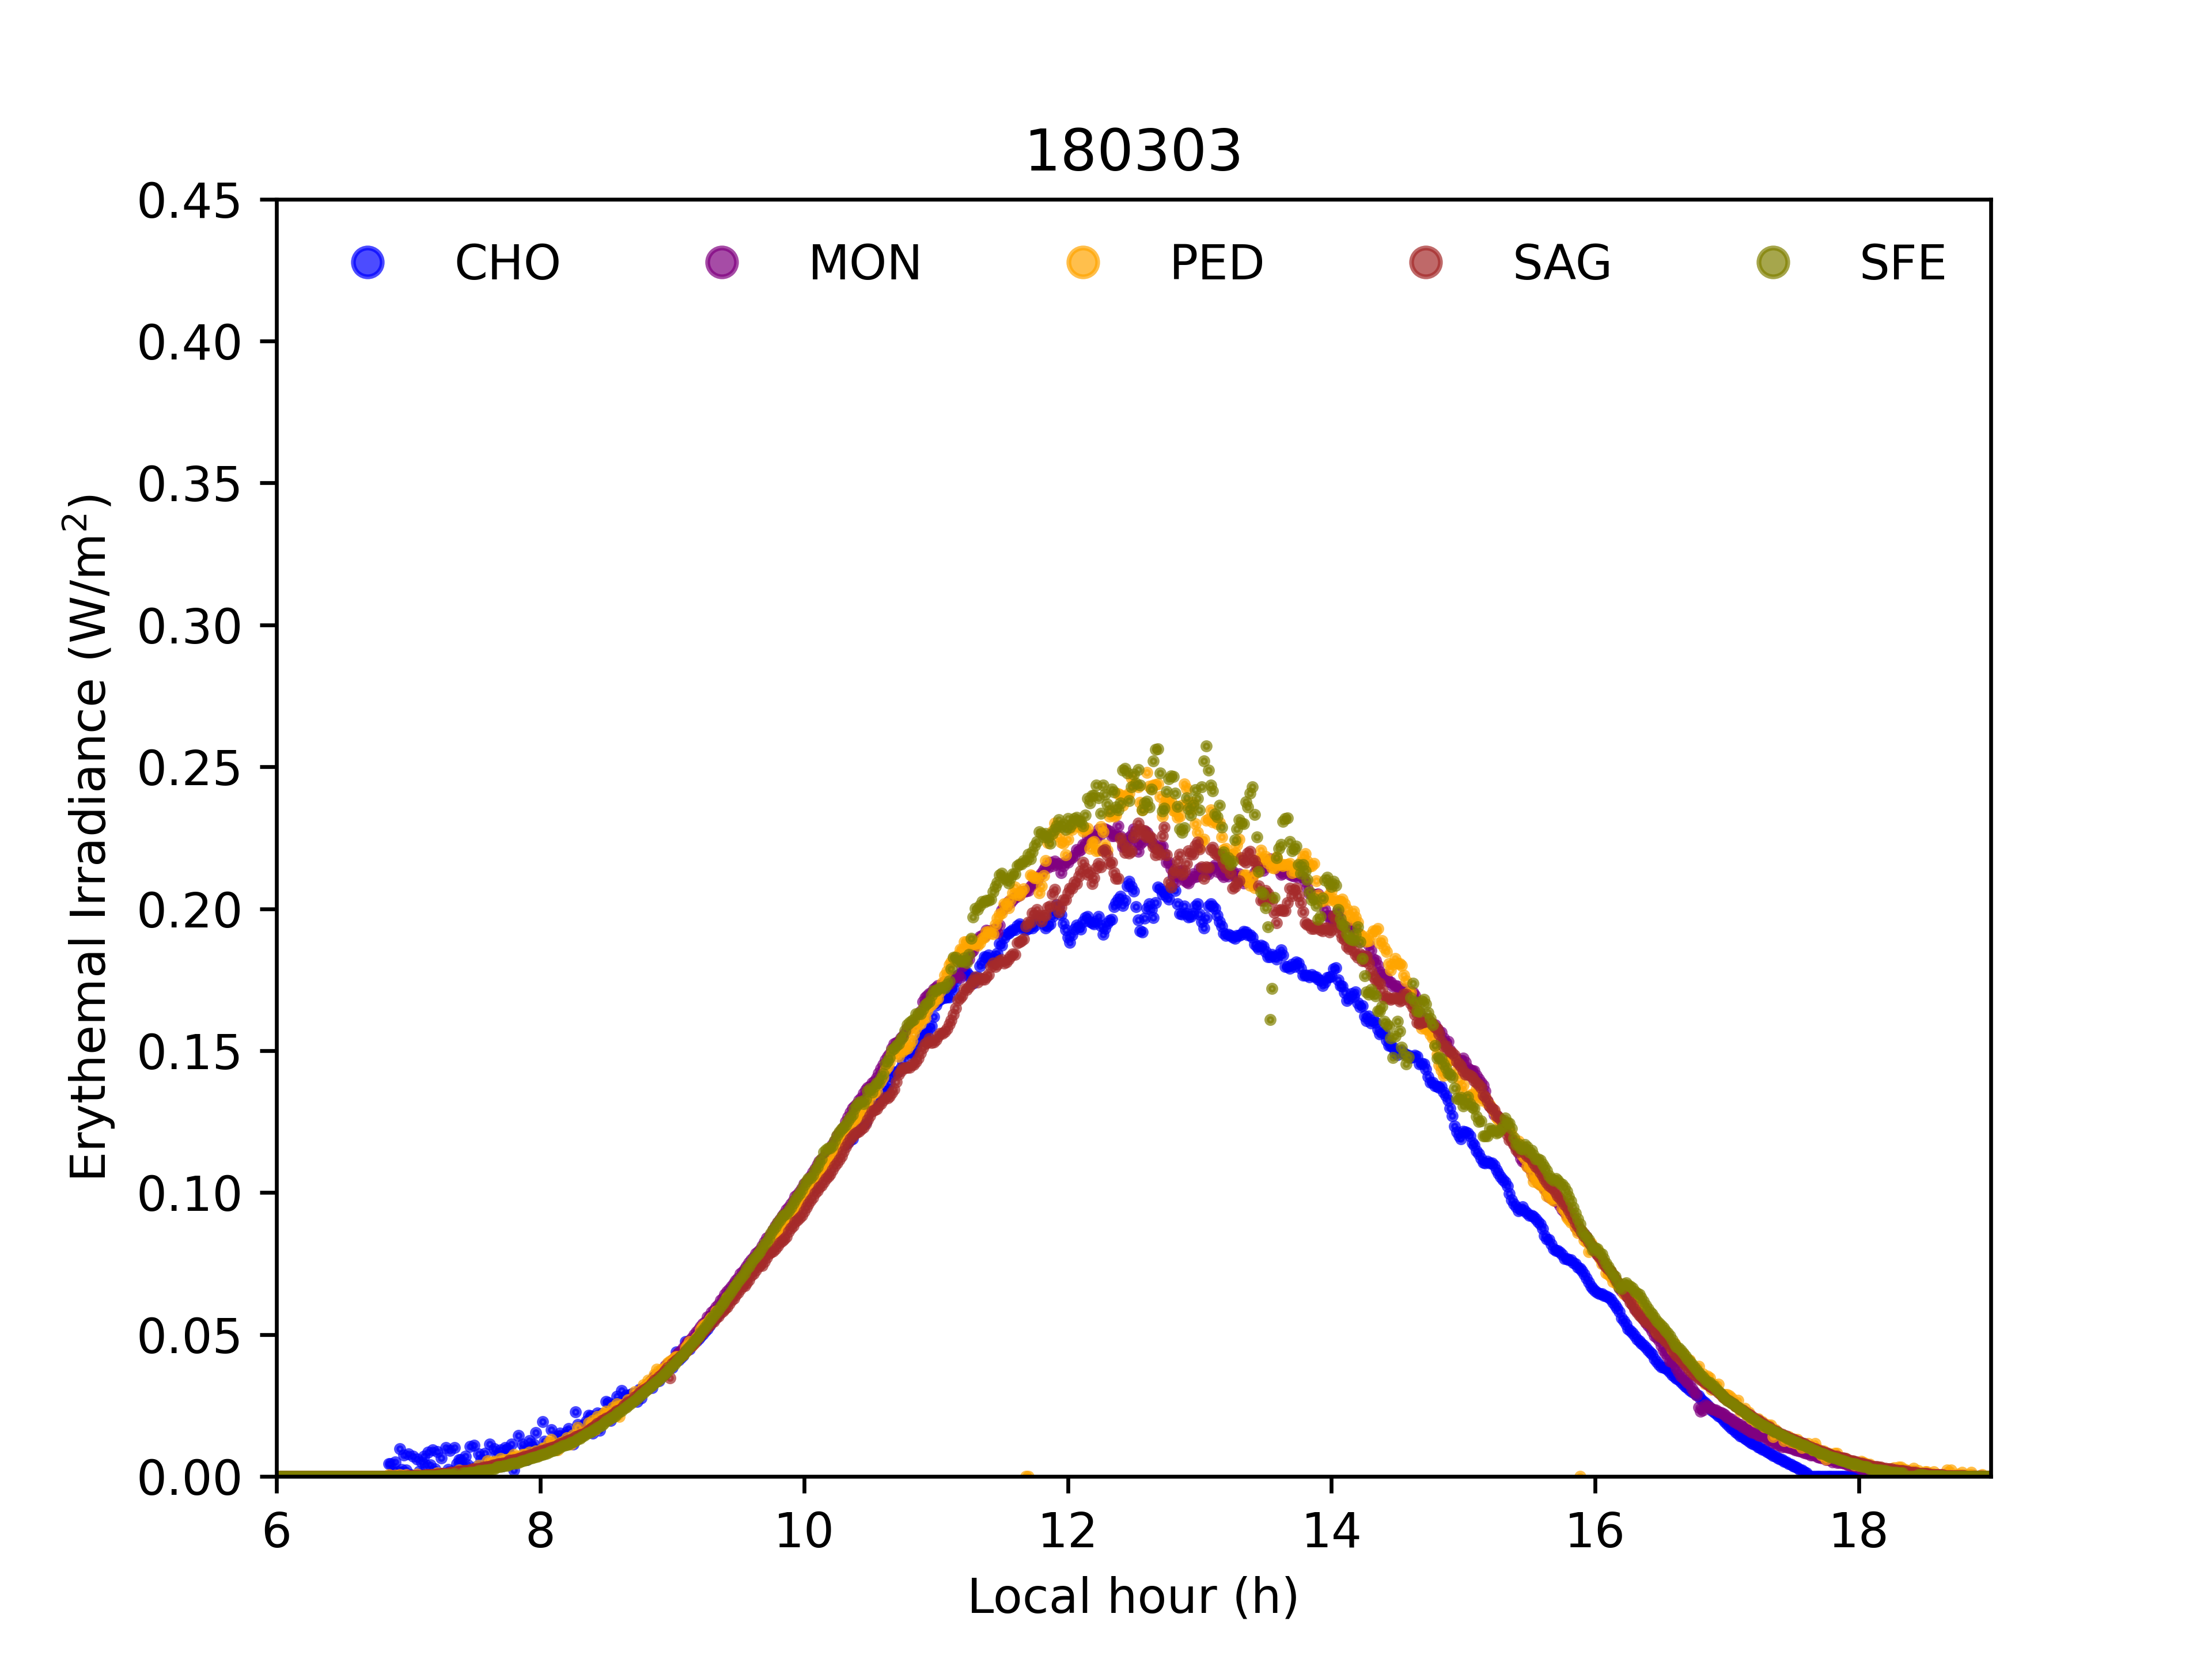 180303
CHO MON PED SAG SFE
0.45
0.40
0.35
0.30
0.25
0.20
0.15
0.10
0.05
0.00
Erythemal Irradiance (W/m²)
6 8 10 12 14 16 18
Local hour (h)